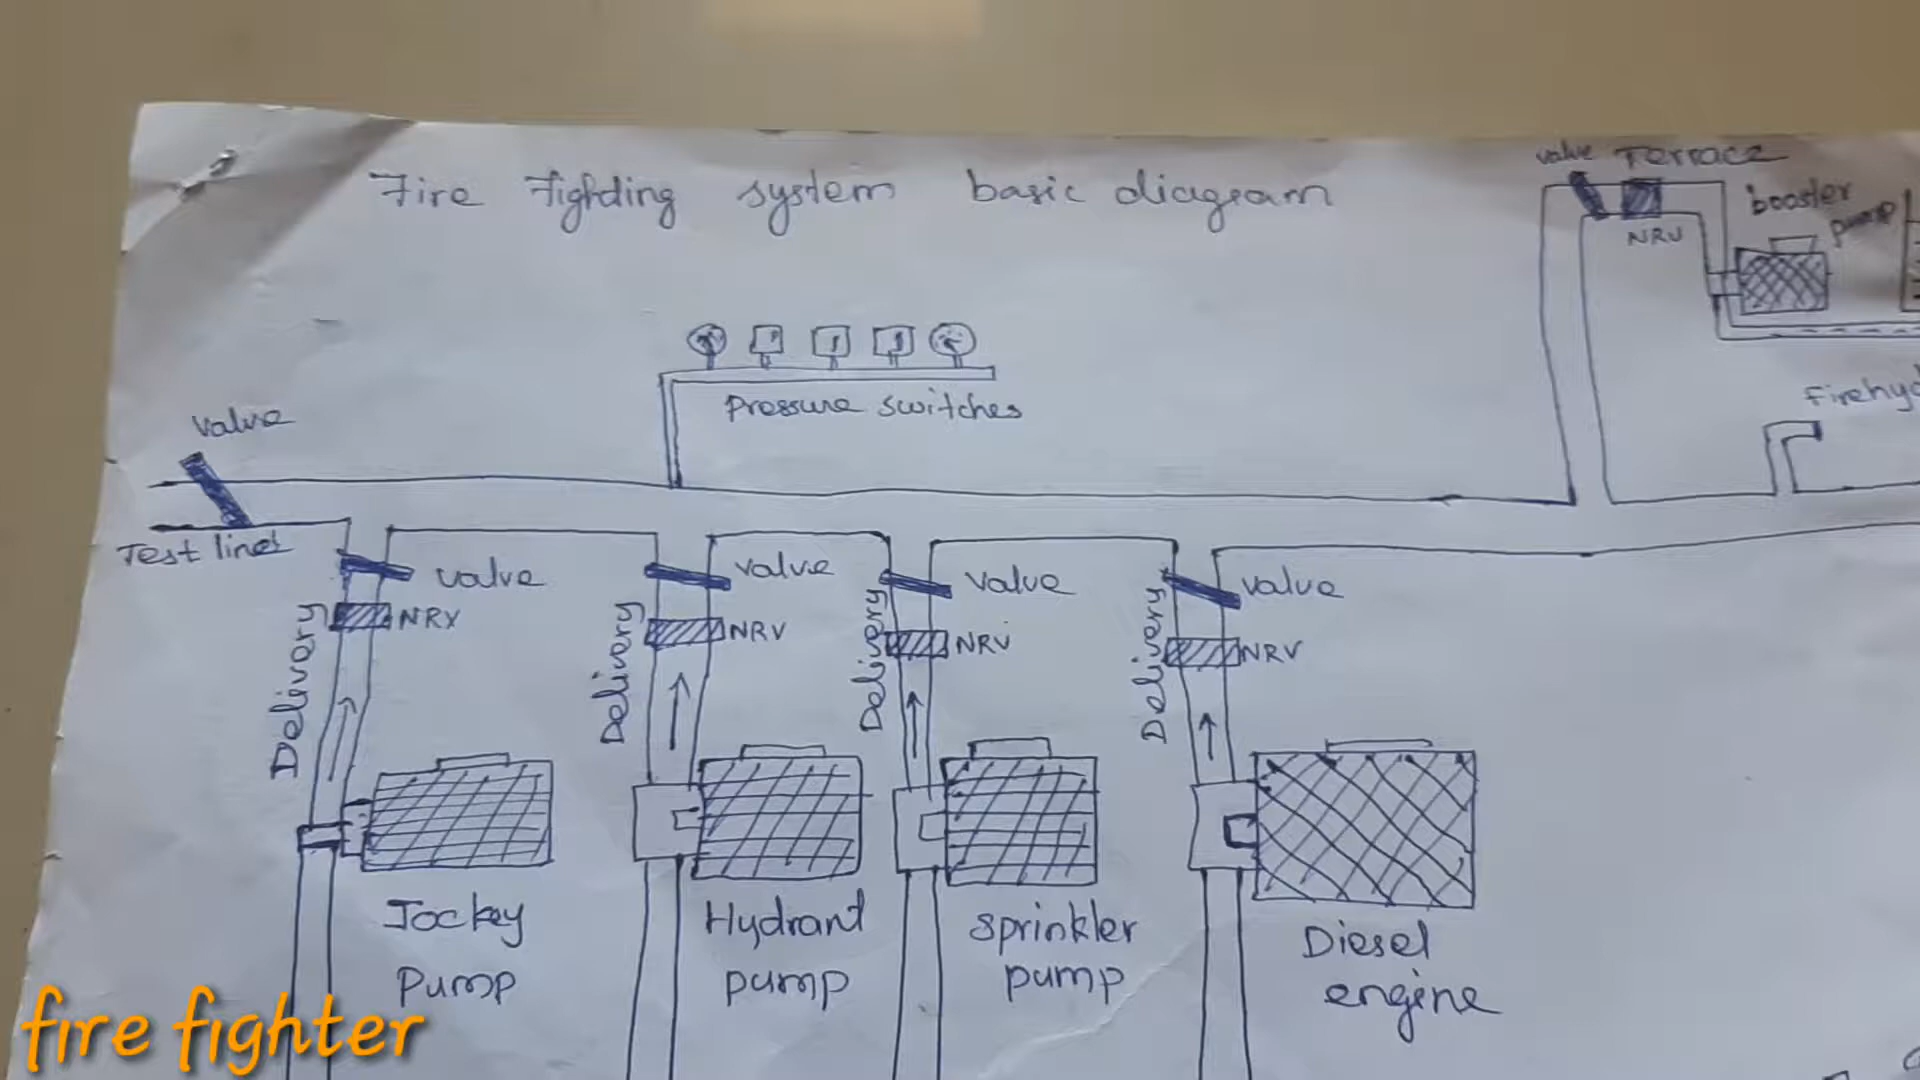 Fire Fighting system basic diagram
valve Terrace
booster
pump
NRV
Pressure switches
Valve
Test line
Valve
NRV
Delivery
Valve
NRV
Delivery
Valve
NRV
Delivery
Valve
NRV
Delivery
Jockey
Pump
Hydrant
pump
Sprinkler
pump
Diesel
engine
fire fighter